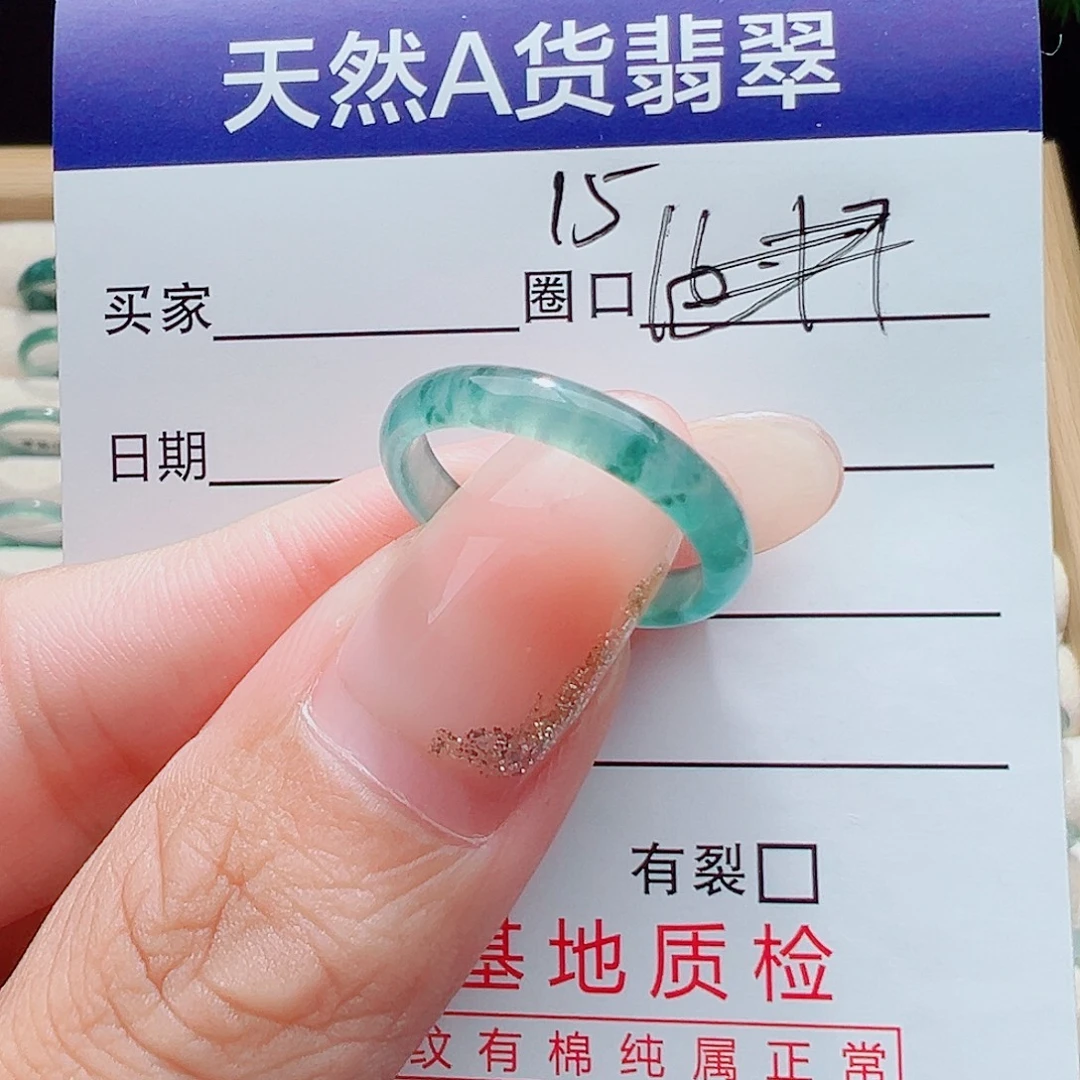 天然A货翡翠
15
买家 圈口
日期
有裂
基地质检
纹有棉纯属正常